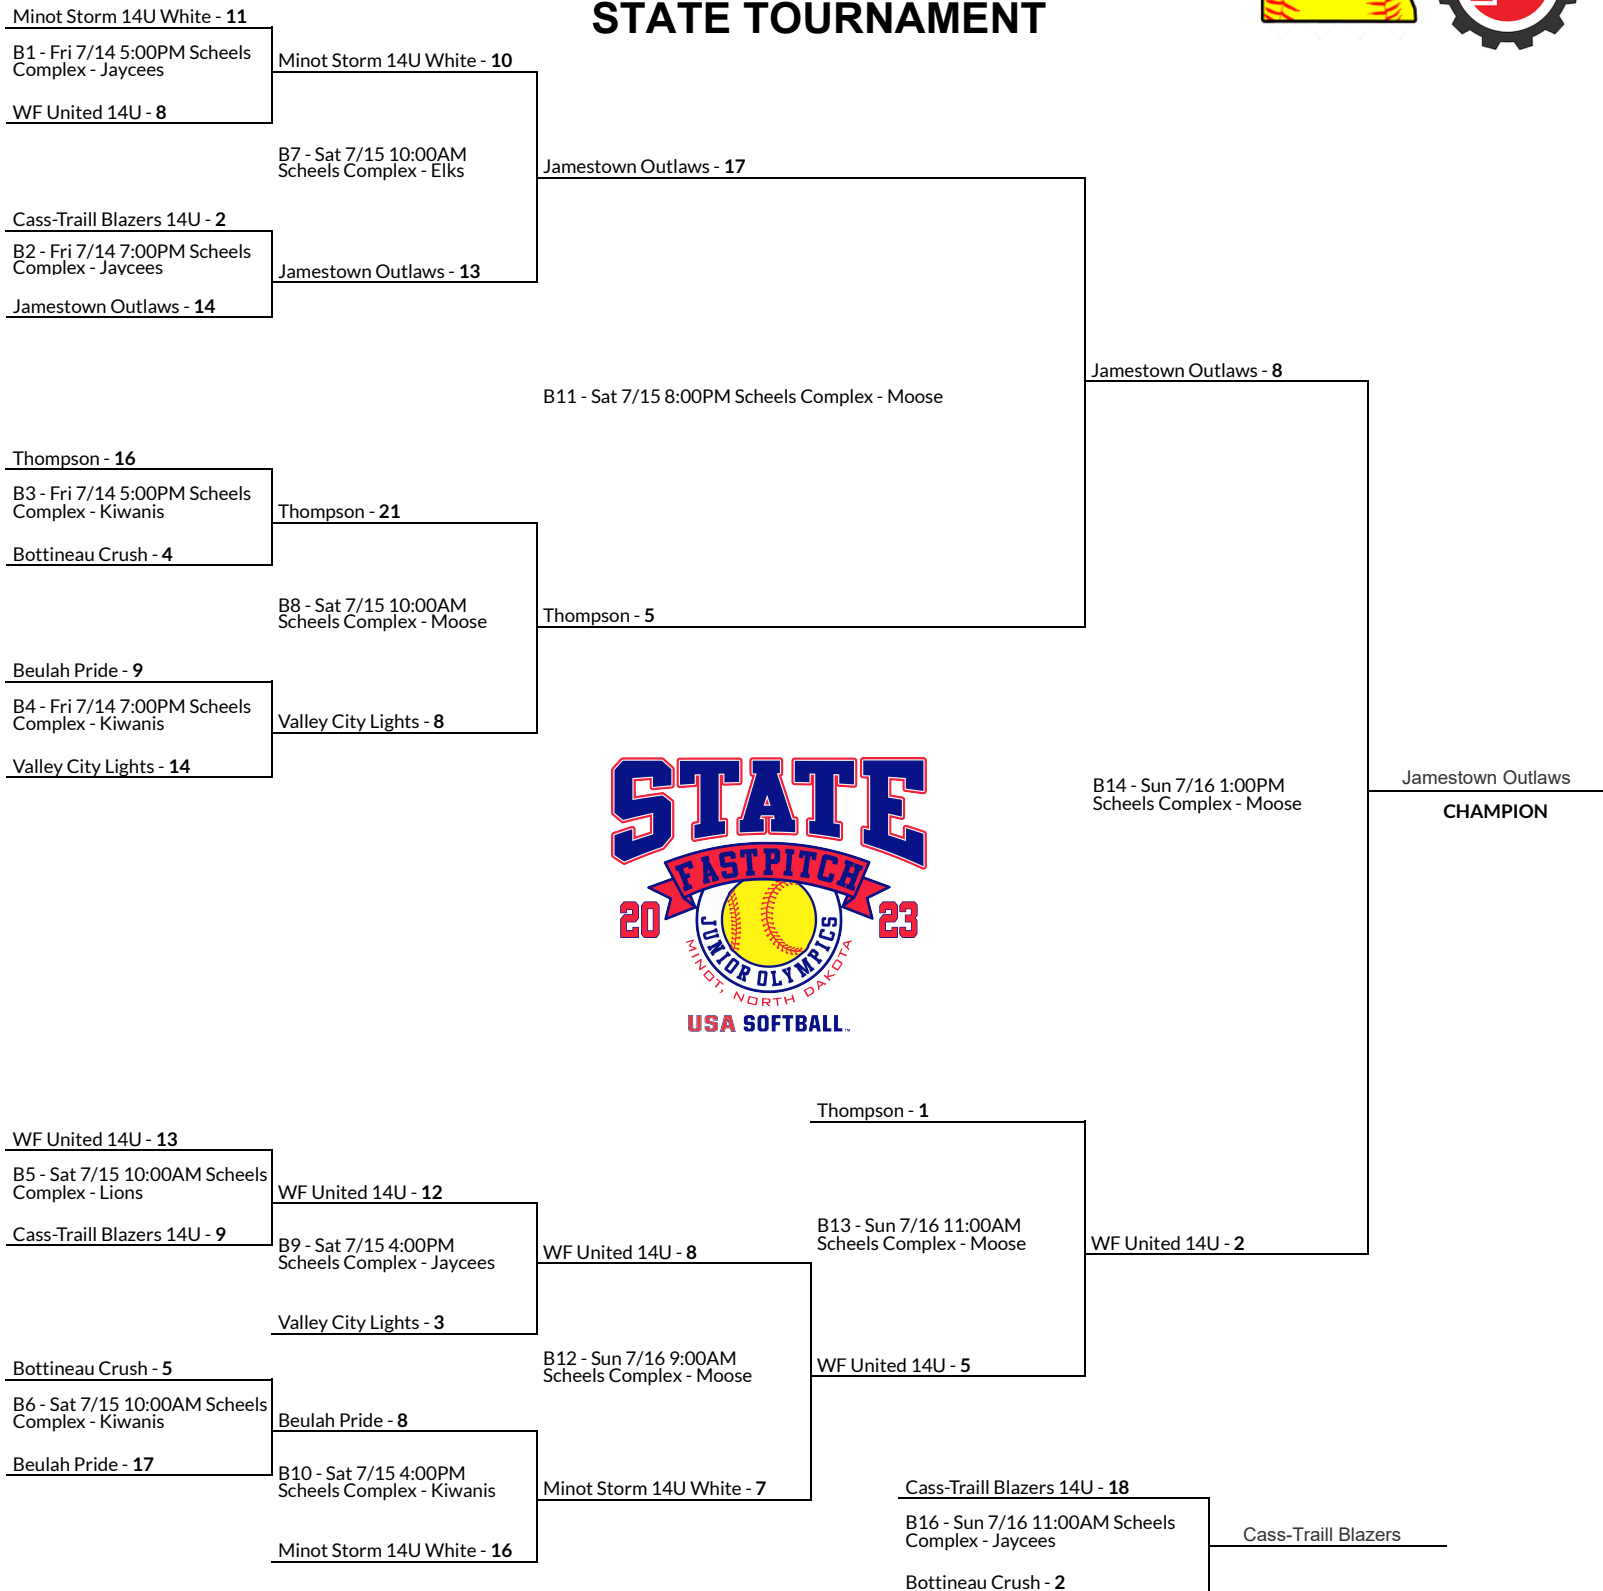 STATE TOURNAMENT
Minot Storm 14U White - 11
B1 - Fri 7/14 5:00PM Scheels
Complex - Jaycees
WF United 14U - 8
Minot Storm 14U White - 10
B7 - Sat 7/15 10:00AM
Scheels Complex - Elks
Jamestown Outlaws - 17
Cass-Traill Blazers 14U - 2
B2 - Fri 7/14 7:00PM Scheels
Complex - Jaycees
Jamestown Outlaws - 13
Jamestown Outlaws - 14
Jamestown Outlaws - 8
B11 - Sat 7/15 8:00PM Scheels Complex - Moose
Thompson - 16
B3 - Fri 7/14 5:00PM Scheels
Complex - Kiwanis
Thompson - 21
Bottineau Crush - 4
B8 - Sat 7/15 10:00AM
Scheels Complex - Moose
Thompson - 5
Beulah Pride - 9
B4 - Fri 7/14 7:00PM Scheels
Complex - Kiwanis
Valley City Lights - 8
Valley City Lights - 14
B14 - Sun 7/16 1:00PM
Scheels Complex - Moose
Jamestown Outlaws
CHAMPION
STATE
FASTPITCH
20 23
JUNIOR OLYMPICS
MINOT, NORTH DAKOTA
USA SOFTBALL
Thompson - 1
WF United 14U - 13
B5 - Sat 7/15 10:00AM Scheels
Complex - Lions
WF United 14U - 12
Cass-Traill Blazers 14U - 9
B9 - Sat 7/15 4:00PM
Scheels Complex - Jaycees
WF United 14U - 8
B13 - Sun 7/16 11:00AM
Scheels Complex - Moose
WF United 14U - 2
Valley City Lights - 3
B12 - Sun 7/16 9:00AM
Scheels Complex - Moose
WF United 14U - 5
Bottineau Crush - 5
B6 - Sat 7/15 10:00AM Scheels
Complex - Kiwanis
Beulah Pride - 8
Beulah Pride - 17
B10 - Sat 7/15 4:00PM
Scheels Complex - Kiwanis
Minot Storm 14U White - 7
Minot Storm 14U White - 16
Cass-Traill Blazers 14U - 18
B16 - Sun 7/16 11:00AM Scheels
Complex - Jaycees
Cass-Traill Blazers
Bottineau Crush - 2